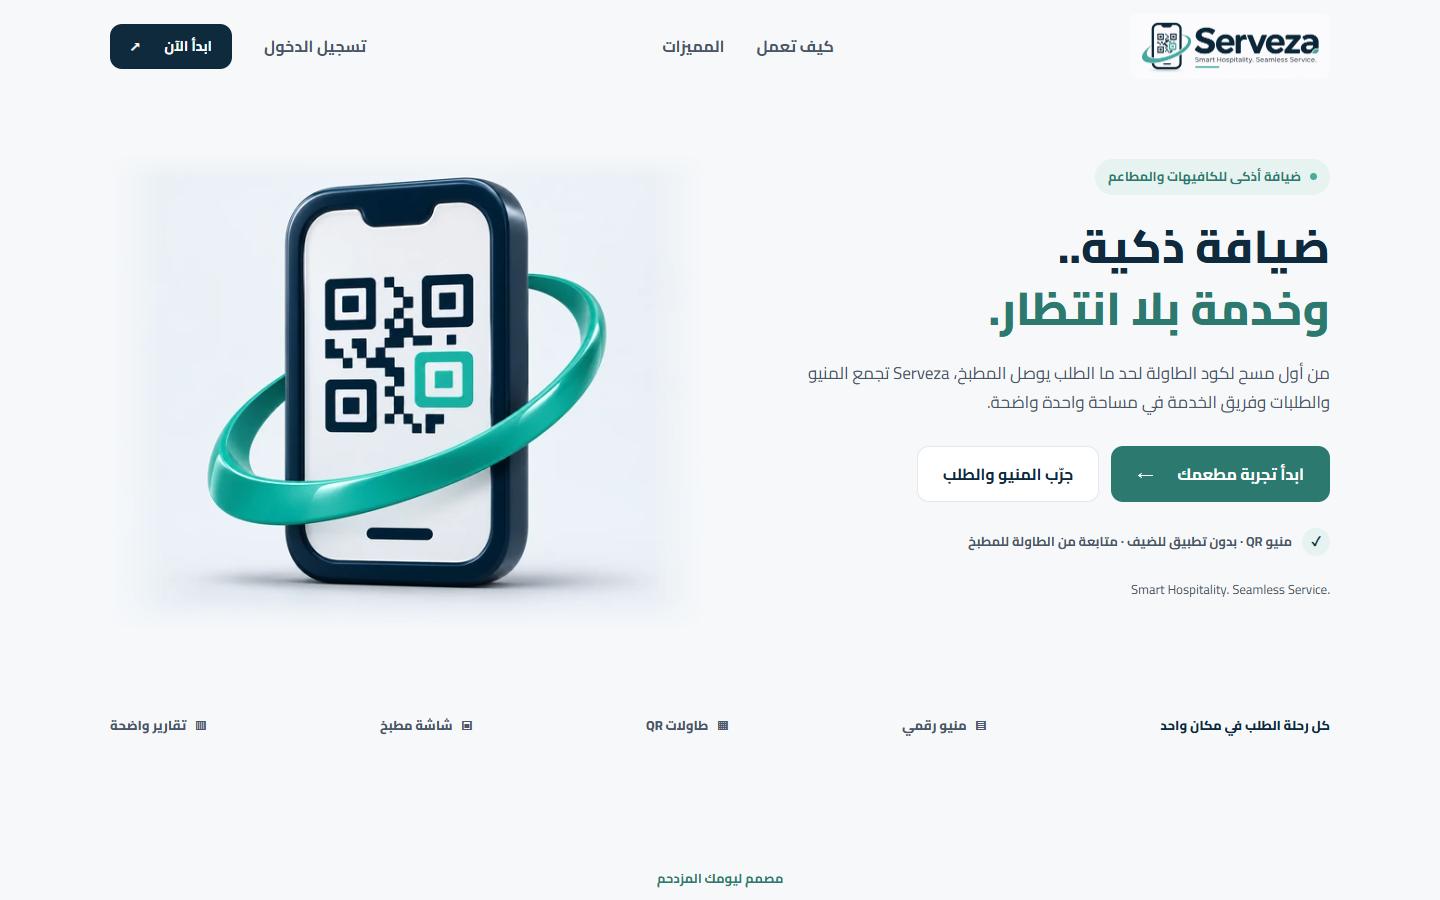 Serveza
Smart Hospitality. Seamless Service.
كيف تعمل
المميزات
تسجيل الدخول
ابدأ الآن ↗
ضيافة أذكى للكافيهات والمطاعم
ضيافة ذكية..
وخدمة بلا انتظار.
من أول مسح لكود الطاولة لحد ما الطلب يوصل المطبخ، Serveza تجمع المنيو
والطلبات وفريق الخدمة في مساحة واحدة واضحة.
ابدأ تجربة مطعمك ←
جرّب المنيو والطلب
✓ منيو QR · بدون تطبيق للضيف · متابعة من الطاولة للمطبخ
Smart Hospitality. Seamless Service.
كل رحلة الطلب في مكان واحد
منيو رقمي
طاولات QR
شاشة مطبخ
تقارير واضحة
مصمم ليومك المزدحم